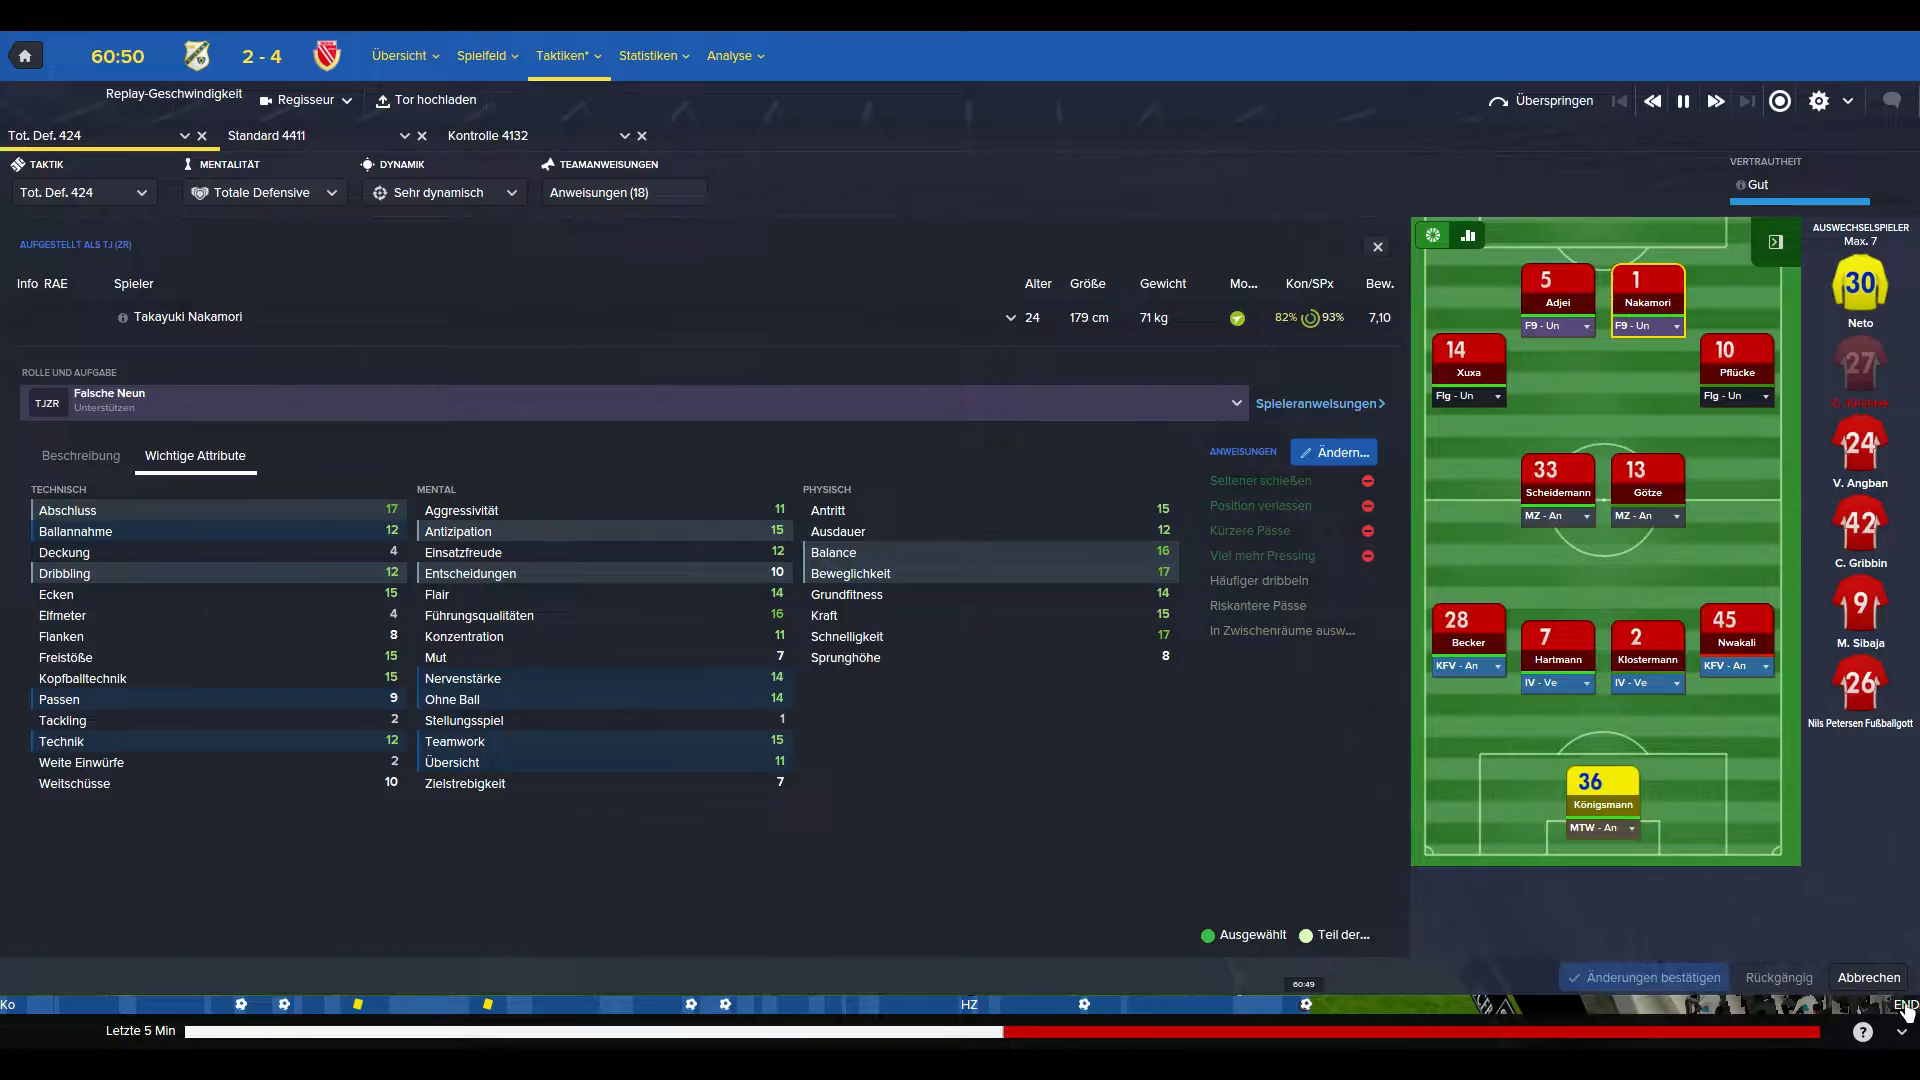 60:50
2 - 4
Übersicht
Spielfeld
Taktiken*
Statistiken
Analyse
Replay-Geschwindigkeit
Regisseur
Tor hochladen
Überspringen
Tot. Def. 424
Standard 4411
Kontrolle 4132
TAKTIK
MENTALITÄT
DYNAMIK
TEAMANWEISUNGEN
VERTRAUTHEIT
Tot. Def. 424
Totale Defensive
Sehr dynamisch
Anweisungen (18)
Gut
AUFGESTELLT ALS TJ (ZR)
Info RAE Spieler Alter Größe Gewicht Mo... Kon/SPx Bew.
Takayuki Nakamori 24 179 cm 71 kg 82% 93% 7,10
ROLLE UND AUFGABE
TJZR
Falsche Neun
Unterstützen
Spieleranweisungen
Beschreibung
Wichtige Attribute
TECHNISCH
Abschluss 17
Ballannahme 12
Deckung 4
Dribbling 12
Ecken 15
Elfmeter 4
Flanken 8
Freistöße 15
Kopfballtechnik 15
Passen 9
Tackling 2
Technik 12
Weite Einwürfe 2
Weitschüsse 10
MENTAL
Aggressivität 11
Antizipation 15
Einsatzfreude 12
Entscheidungen 10
Flair 14
Führungsqualitäten 16
Konzentration 11
Mut 7
Nervenstärke 14
Ohne Ball 14
Stellungsspiel 1
Teamwork 15
Übersicht 11
Zielstrebigkeit 7
PHYSISCH
Antritt 15
Ausdauer 12
Balance 16
Beweglichkeit 17
Grundfitness 14
Kraft 15
Schnelligkeit 17
Sprunghöhe 8
ANWEISUNGEN
Ändern...
Seltener schießen
Position verlassen
Kürzere Pässe
Viel mehr Pressing
Häufiger dribbeln
Riskantere Pässe
In Zwischenräume ausw...
Ausgewählt
Teil der...
5
Adjei
F9 - Un
1
Nakamori
F9 - Un
14
Xuxa
Flg - Un
10
Pflücke
Flg - Un
33
Scheidemann
MZ - An
13
Götze
MZ - An
28
Becker
KFV - An
7
Hartmann
IV - Ve
2
Klostermann
IV - Ve
45
Nwakali
KFV - An
36
Königsmann
MTW - An
AUSWECHSELSPIELER
Max. 7
30
Neto
27
24
V. Angban
42
C. Gribbin
9
M. Sibaja
26
Nils Petersen Fußballgott
Änderungen bestätigen
Rückgängig
Abbrechen
60:49
Ko
HZ
END
Letzte 5 Min
?